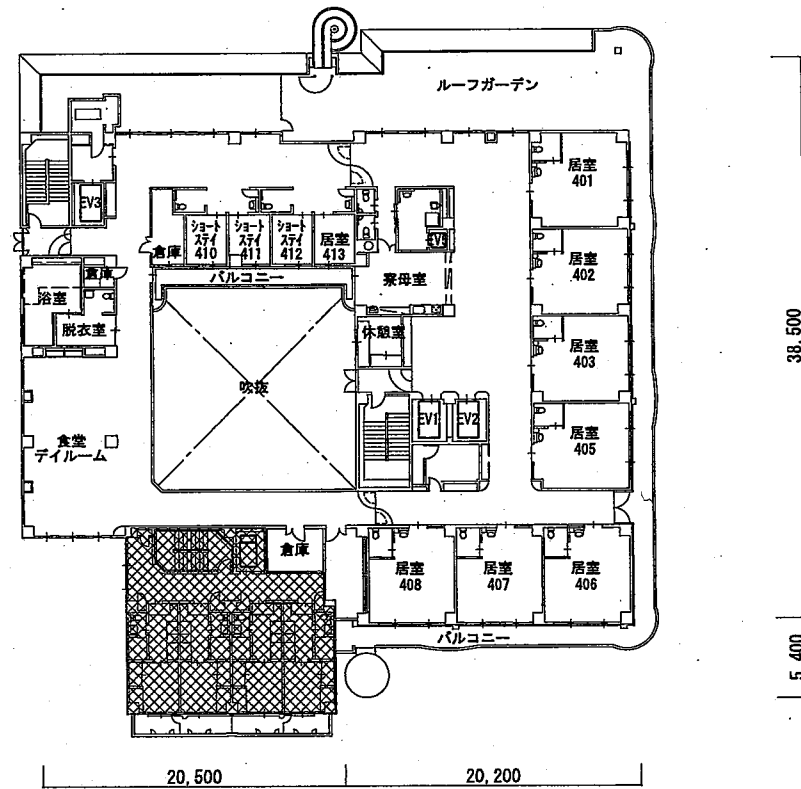 ルーフガーデン
居室
401
EV3
ショート
ステイ
410
ショート
ステイ
411
ショート
ステイ
412
居室
413
倉庫
居室
402
バルコニー
寮母室
倉庫
浴室
脱衣室
休憩室
居室
403
38,500
吹抜
EV1
EV2
居室
405
食堂
デイルーム
倉庫
居室
408
居室
407
居室
406
バルコニー
5,400
20,500
20,200